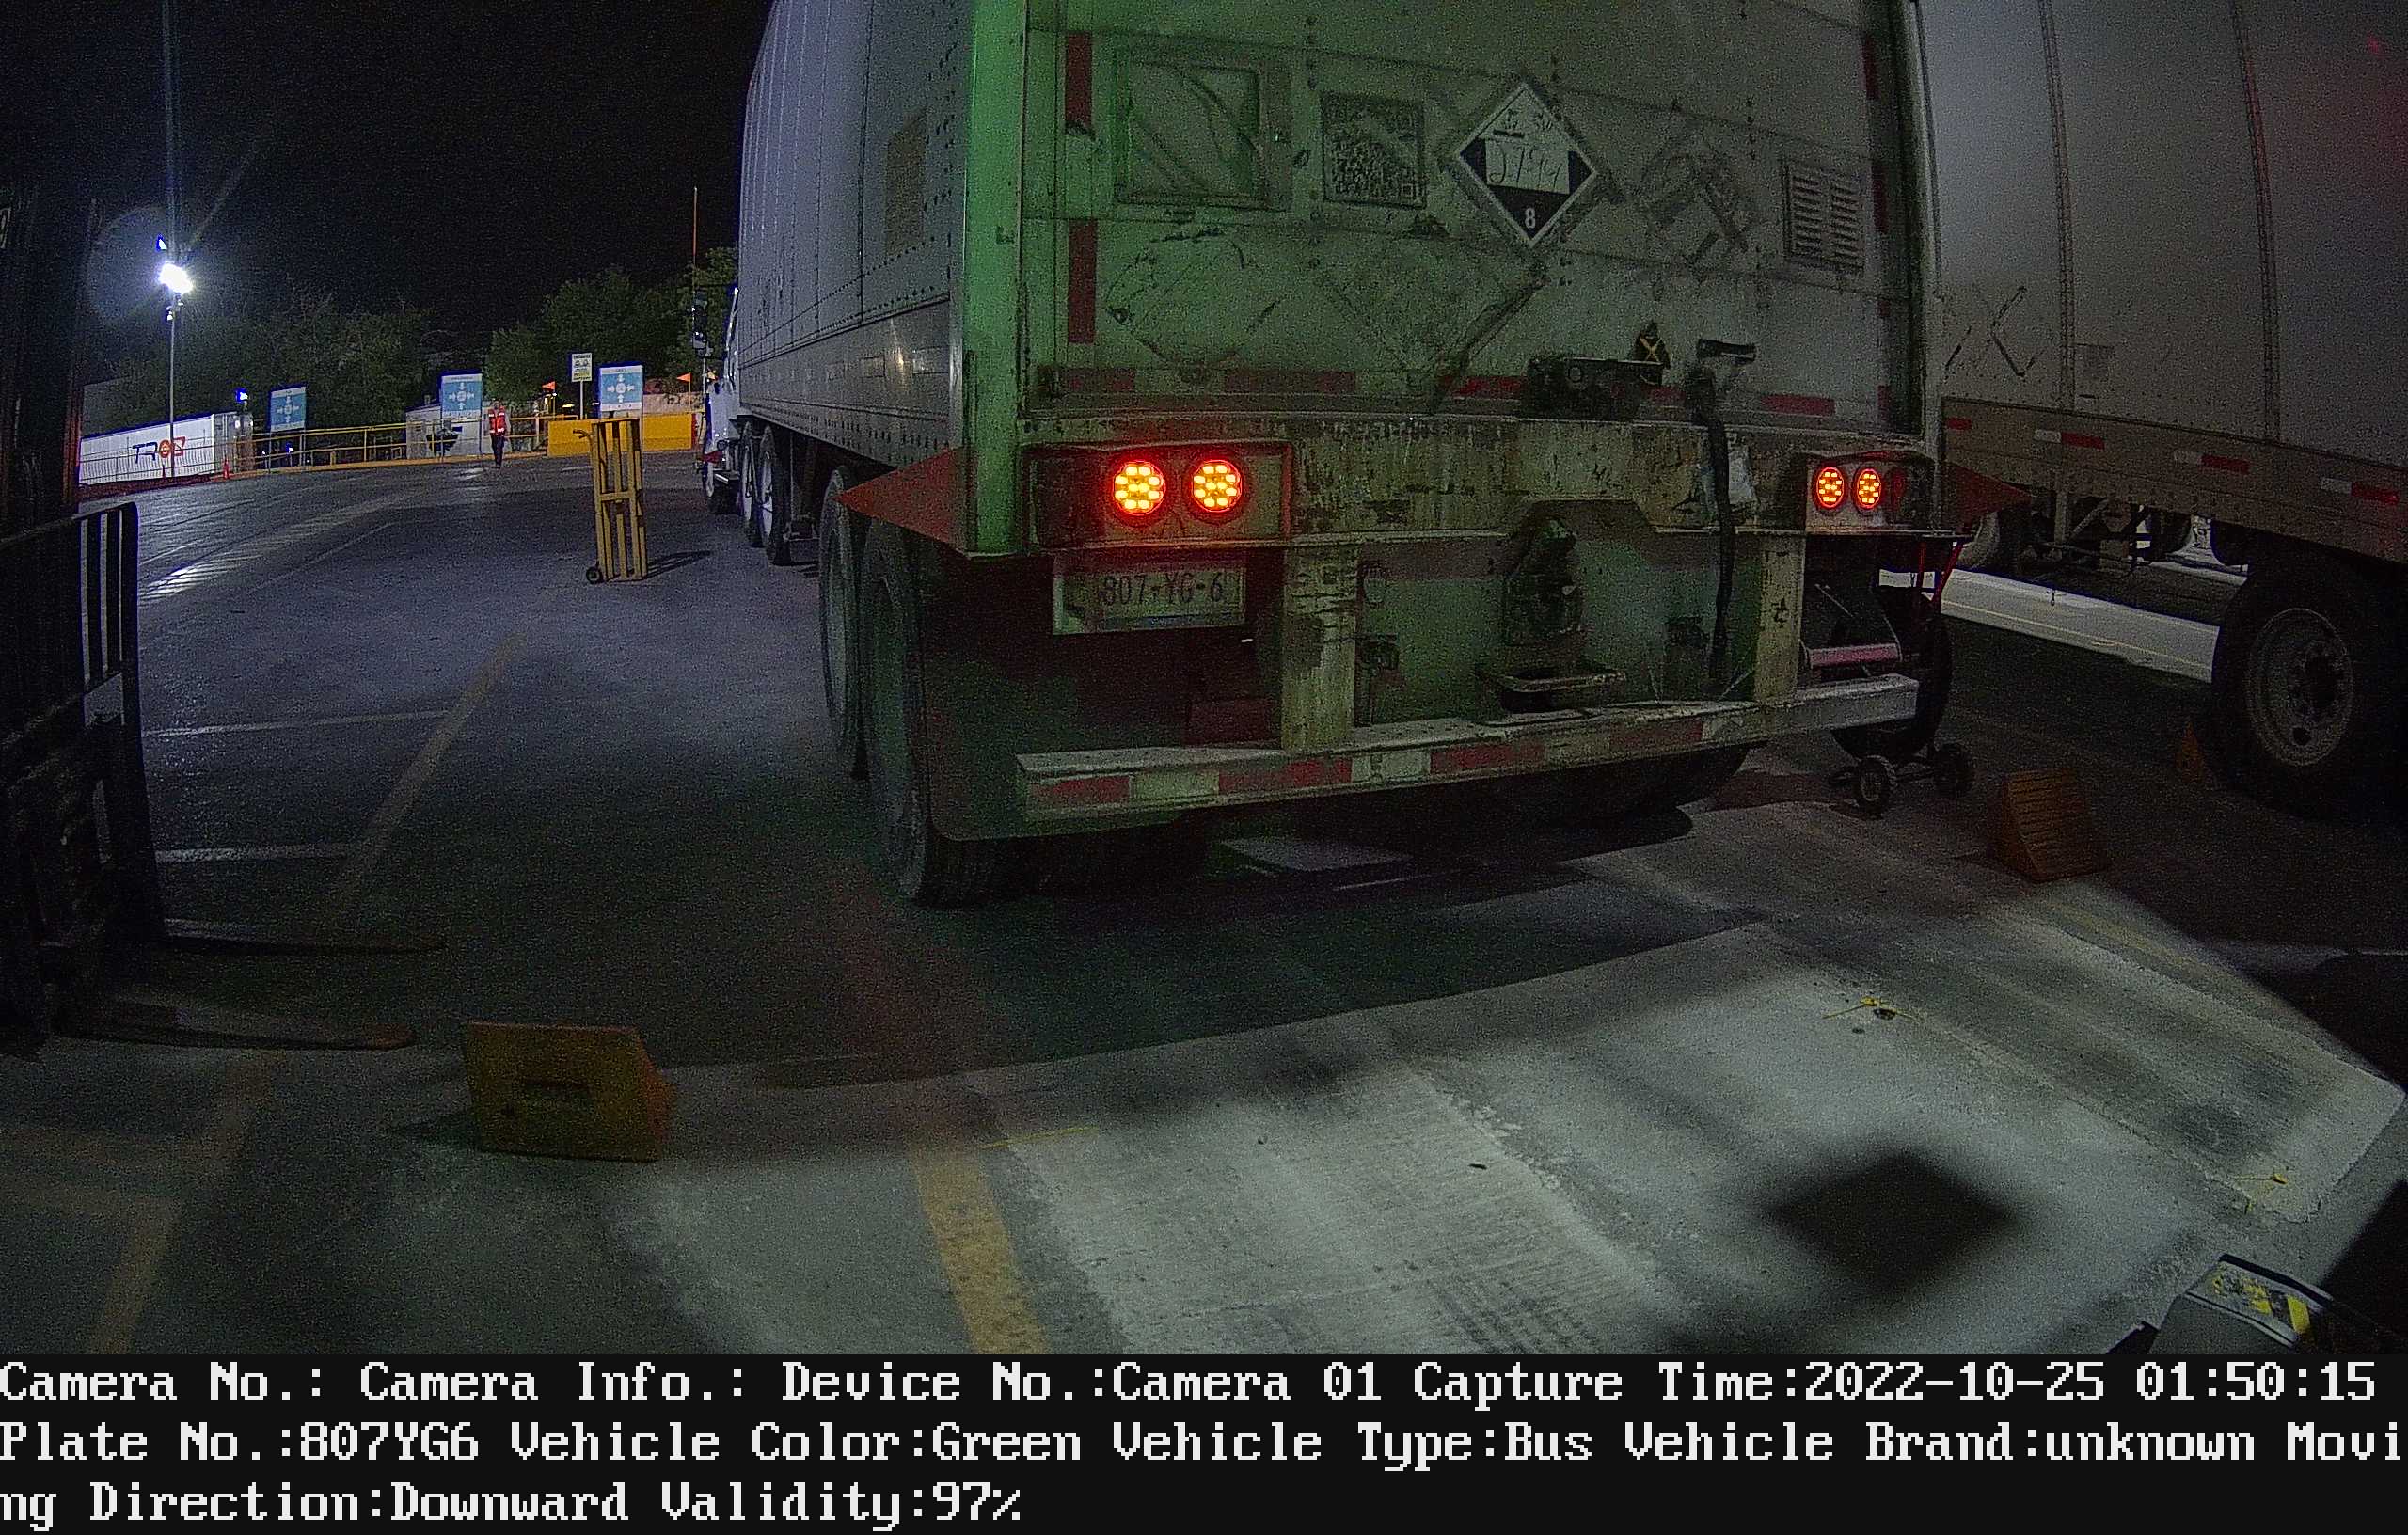 2794
8
807-YG-6
Camera No.: Camera Info.: Device No.:Camera 01 Capture Time:2022-10-25 01:50:15
Plate No.:807YG6 Vehicle Color:Green Vehicle Type:Bus Vehicle Brand:unknown Movi
ng Direction:Downward Validity:97%